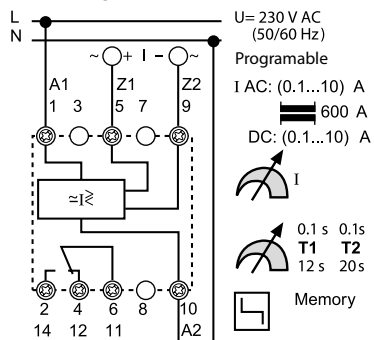 L
N
~ + I - ~
U= 230 V AC
(50/60 Hz)
Programable
A1 Z1 Z2
1 3 5 7 9
I AC: (0.1...10) A
600 A
DC: (0.1...10) A
≃I≷
I
0.1 s 0.1s
T1 T2
12 s 20s
2 4 6 8 10
14 12 11 A2
Memory